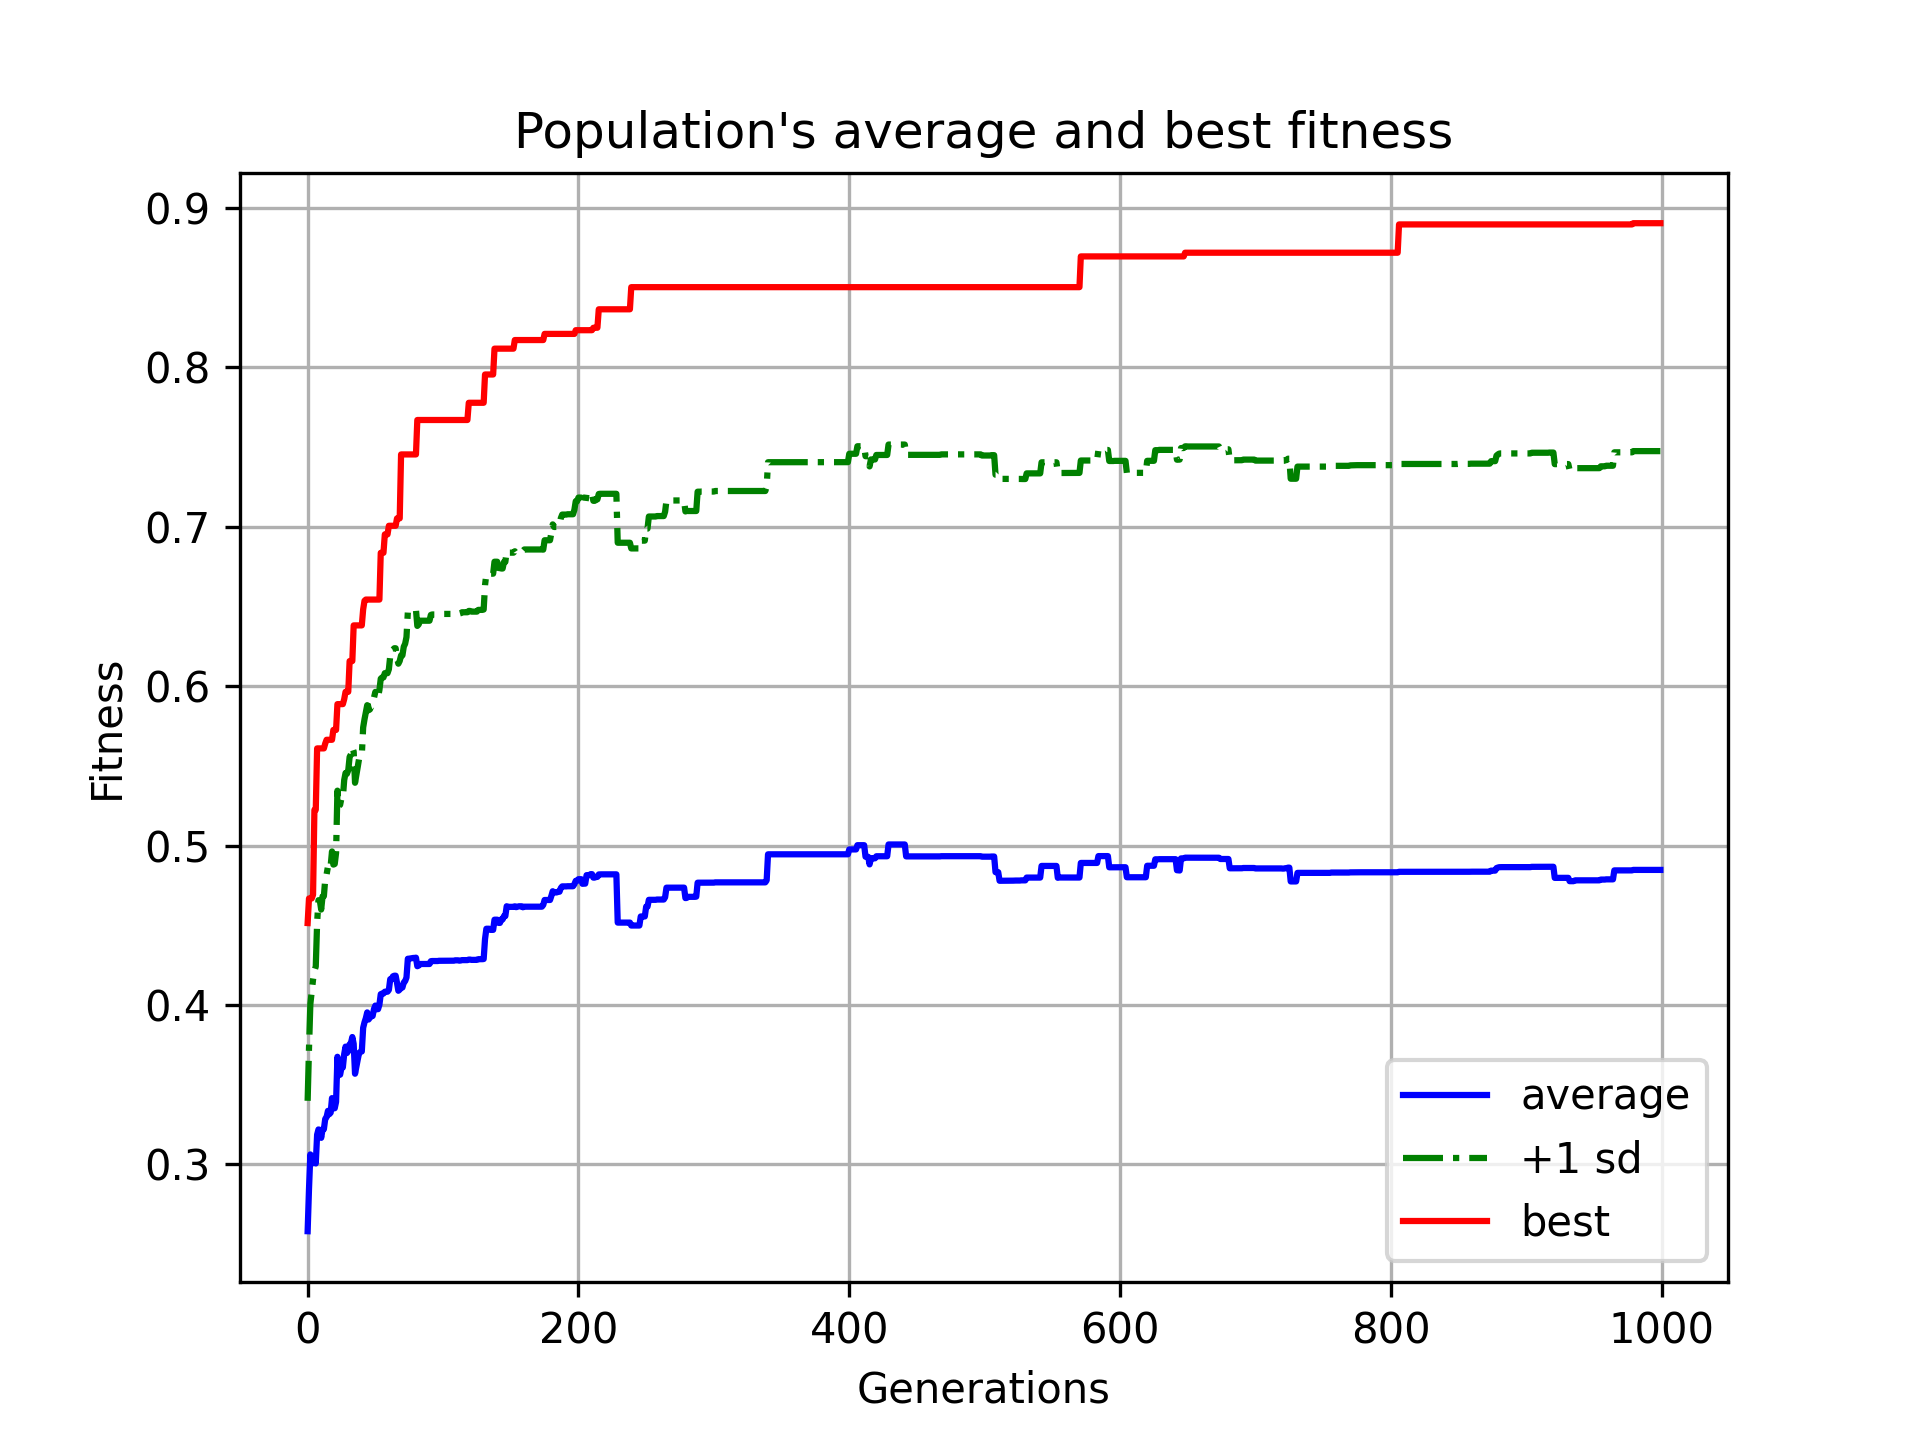 Population's average and best fitness
0.9
0.8
0.7
0.6
0.5
0.4
0.3
Fitness
0 200 400 600 800 1000
Generations
average
+1 sd
best